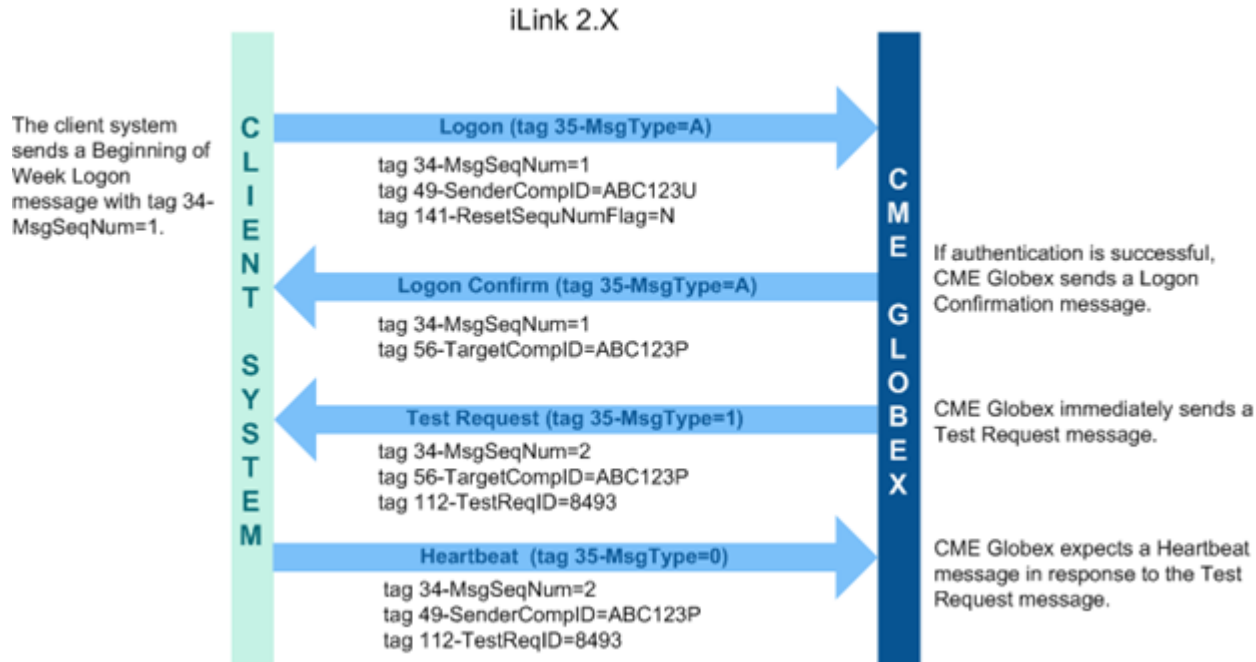 iLink 2.X
The client system
sends a Beginning of
Week Logon
message with tag 34-
MsgSeqNum=1.
CLIENT SYSTEM
Logon (tag 35-MsgType=A)
tag 34-MsgSeqNum=1
tag 49-SenderCompID=ABC123U
tag 141-ResetSequNumFlag=N
CME GLOBEX
If authentication is successful,
CME Globex sends a Logon
Confirmation message.
Logon Confirm (tag 35-MsgType=A)
tag 34-MsgSeqNum=1
tag 56-TargetCompID=ABC123P
Test Request (tag 35-MsgType=1)
tag 34-MsgSeqNum=2
tag 56-TargetCompID=ABC123P
tag 112-TestReqID=8493
CME Globex immediately sends a
Test Request message.
Heartbeat (tag 35-MsgType=0)
tag 34-MsgSeqNum=2
tag 49-SenderCompID=ABC123P
tag 112-TestReqID=8493
CME Globex expects a Heartbeat
message in response to the Test
Request message.